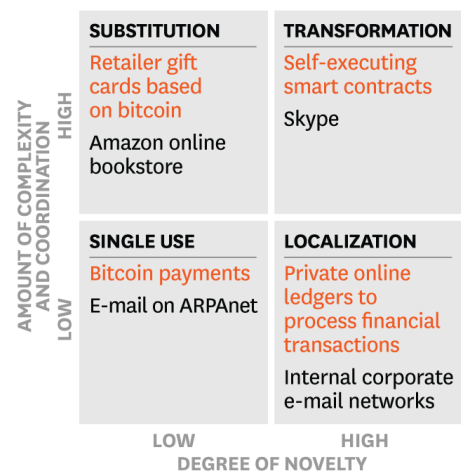 AMOUNT OF COMPLEXITY
AND COORDINATION
HIGH
LOW
SUBSTITUTION
Retailer gift
cards based
on bitcoin
Amazon online
bookstore
TRANSFORMATION
Self-executing
smart contracts
Skype
SINGLE USE
Bitcoin payments
E-mail on ARPAnet
LOCALIZATION
Private online
ledgers to
process financial
transactions
Internal corporate
e-mail networks
LOW
HIGH
DEGREE OF NOVELTY